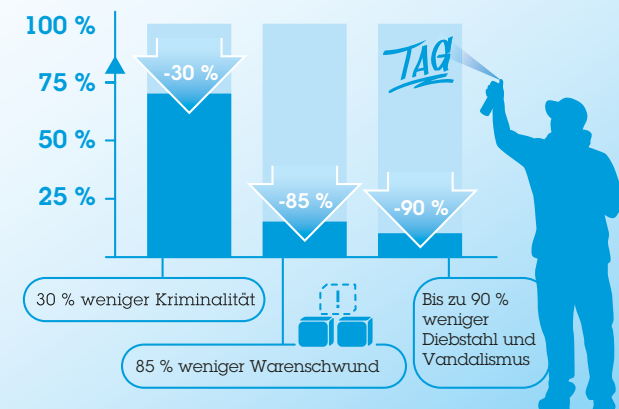 100 %
75 %
50 %
25 %
-30 %
-85 %
-90 %
TAG
30 % weniger Kriminalität
!
85 % weniger Warenschwund
Bis zu 90 %
weniger
Diebstahl und
Vandalismus